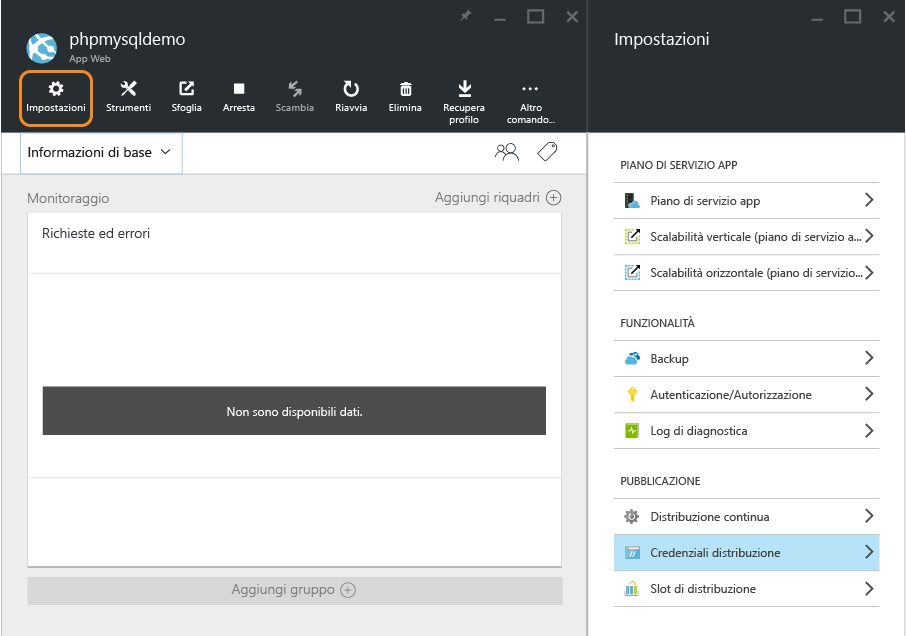 phpmysqldemo
App Web
Impostazioni
Strumenti
Sfoglia
Arresta
Scambia
Riavvia
Elimina
Recupera
profilo
Altro
comando...
Informazioni di base
Monitoraggio
Aggiungi riquadri
Richieste ed errori
Non sono disponibili dati.
Aggiungi gruppo
Impostazioni
PIANO DI SERVIZIO APP
Piano di servizio app
Scalabilità verticale (piano di servizio a...
Scalabilità orizzontale (piano di servizio...
FUNZIONALITÀ
Backup
Autenticazione/Autorizzazione
Log di diagnostica
PUBBLICAZIONE
Distribuzione continua
Credenziali distribuzione
Slot di distribuzione